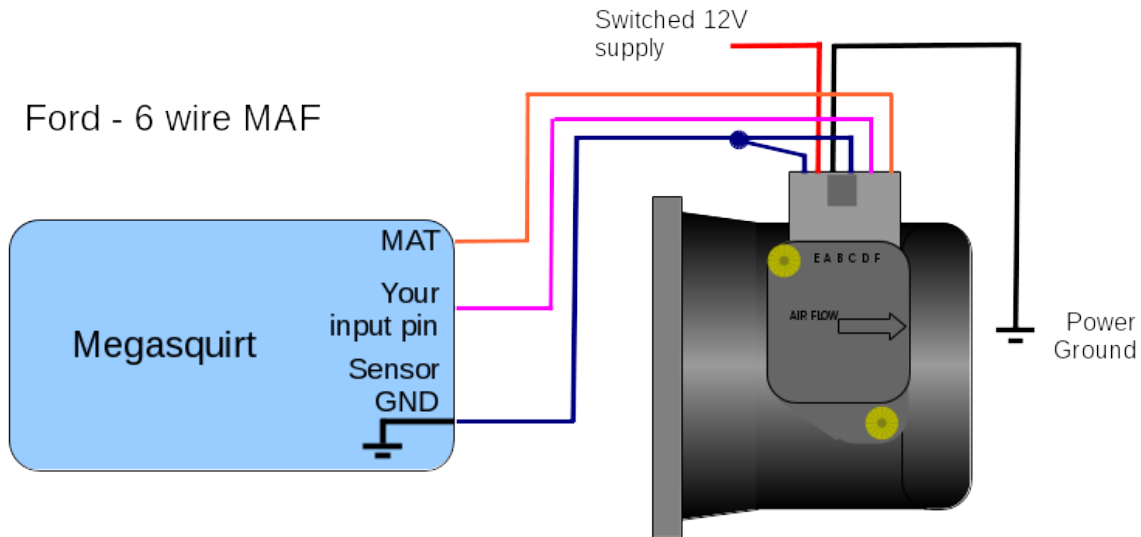 Switched 12V
supply
Ford - 6 wire MAF
MAT
Your
input pin
Megasquirt
Sensor
GND
E A B C D F
AIR FLOW
Power
Ground